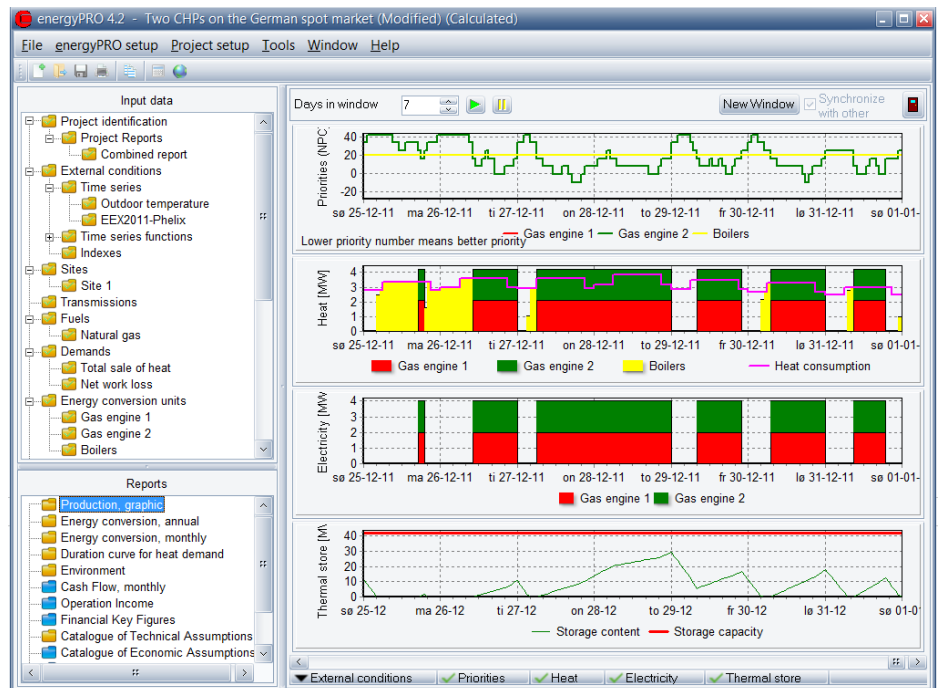 energyPRO 4.2 - Two CHPs on the German spot market (Modified) (Calculated)
File energyPRO setup Project setup Tools Window Help
Input data
Project identification
Project Reports
Combined report
External conditions
Time series
Outdoor temperature
EEX2011-Phelix
Time series functions
Indexes
Sites
Site 1
Transmissions
Fuels
Natural gas
Demands
Total sale of heat
Net work loss
Energy conversion units
Gas engine 1
Gas engine 2
Boilers
Reports
Production, graphic
Energy conversion, annual
Energy conversion, monthly
Duration curve for heat demand
Environment
Cash Flow, monthly
Operation Income
Financial Key Figures
Catalogue of Technical Assumptions
Catalogue of Economic Assumptions
Days in window 7 New Window Synchronize
with other
Priorities (NPC)
40
20
0
-20
sø 25-12-11 ma 26-12-11 ti 27-12-11 on 28-12-11 to 29-12-11 fr 30-12-11 lø 31-12-11 sø 01-01-
Lower priority number means better priority Gas engine 1 Gas engine 2 Boilers
Heat [MW]
4
3
2
1
0
sø 25-12-11 ma 26-12-11 ti 27-12-11 on 28-12-11 to 29-12-11 fr 30-12-11 lø 31-12-11 sø 01-01-
Gas engine 1 Gas engine 2 Boilers Heat consumption
Electricity [MW
4
3
2
1
0
sø 25-12-11 ma 26-12-11 ti 27-12-11 on 28-12-11 to 29-12-11 fr 30-12-11 lø 31-12-11 sø 01-01-
Gas engine 1 Gas engine 2
Thermal store [M
40
30
20
10
0
sø 25-12 ma 26-12 ti 27-12 on 28-12 to 29-12 fr 30-12 lø 31-12 sø 01-0
Storage content Storage capacity
External conditions Priorities Heat Electricity Thermal store